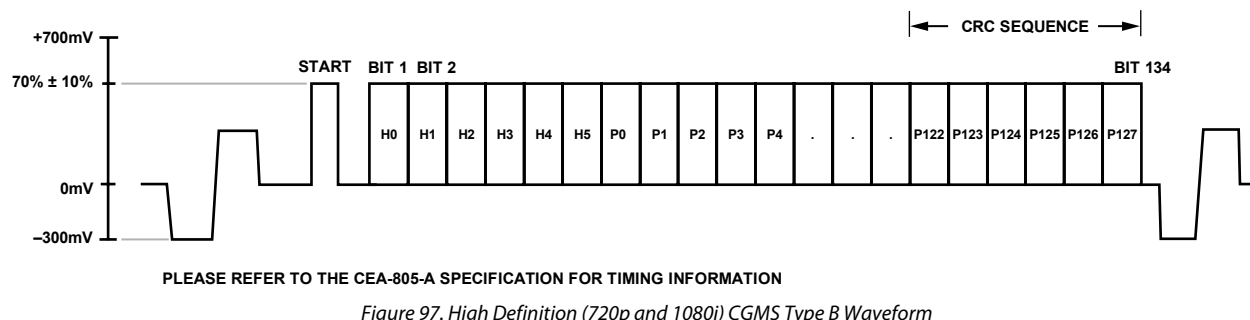 CRC SEQUENCE
+700mV
START BIT 1 BIT 2 BIT 134
70% ± 10%
H0 H1 H2 H3 H4 H5 P0 P1 P2 P3 P4 . . . P122 P123 P124 P125 P126 P127
0mV
–300mV
PLEASE REFER TO THE CEA-805-A SPECIFICATION FOR TIMING INFORMATION
Figure 97. High Definition (720p and 1080i) CGMS Type B Waveform